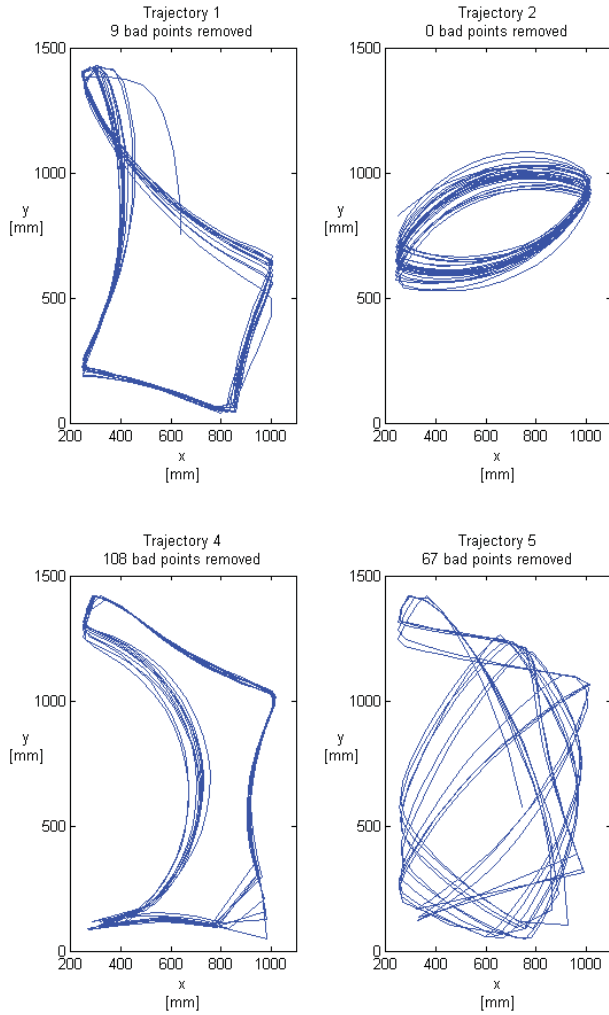 Trajectory 1
9 bad points removed
1500
1000
y
[mm]
500
0
200 400 600 800 1000
x
[mm]
Trajectory 2
0 bad points removed
1500
1000
y
[mm]
500
0
200 400 600 800 1000
x
[mm]
Trajectory 4
108 bad points removed
1500
1000
y
[mm]
500
0
200 400 600 800 1000
x
[mm]
Trajectory 5
67 bad points removed
1500
1000
y
[mm]
500
0
200 400 600 800 1000
x
[mm]